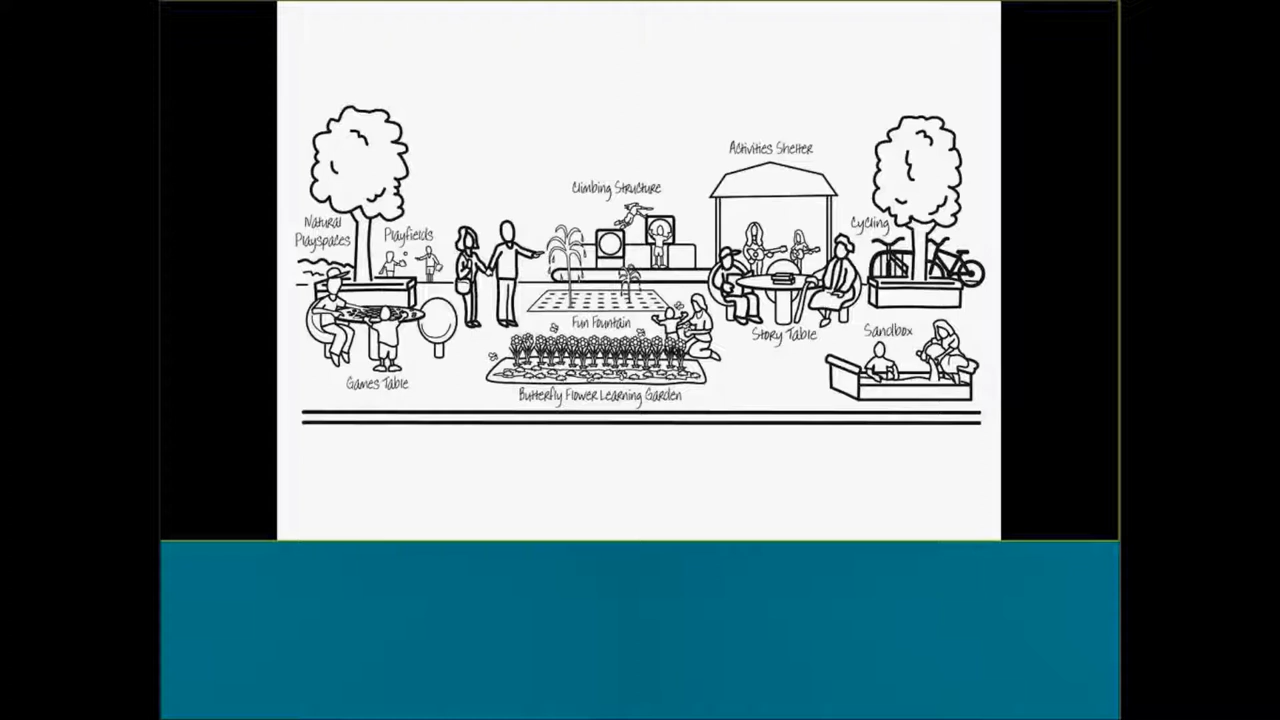 Activities Shelter
Climbing Structure
Natural
Playspaces
Playfields
Cycling
Fun Fountain
Story Table
Sandbox
Games Table
Butterfly Flower Learning Garden